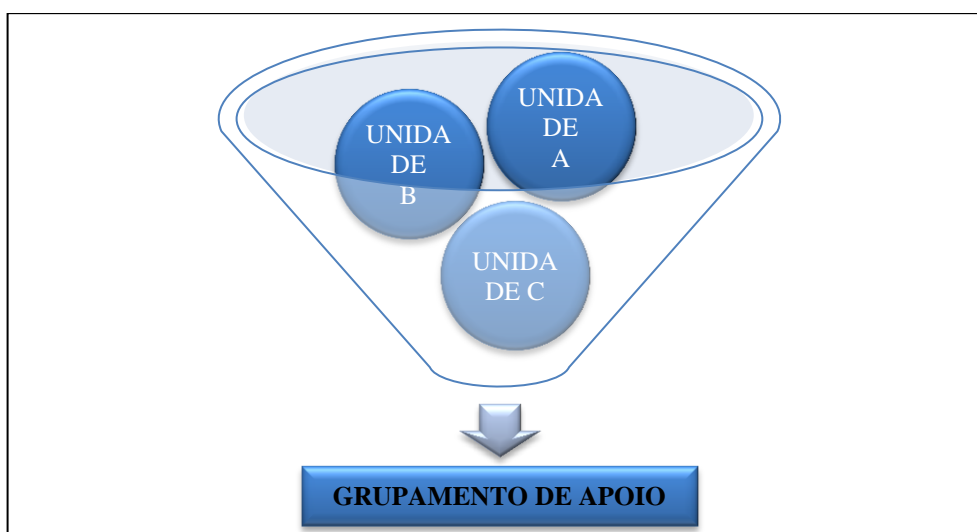 UNIDA
DE
A
UNIDA
DE
B
UNIDA
DE C
GRUPAMENTO DE APOIO